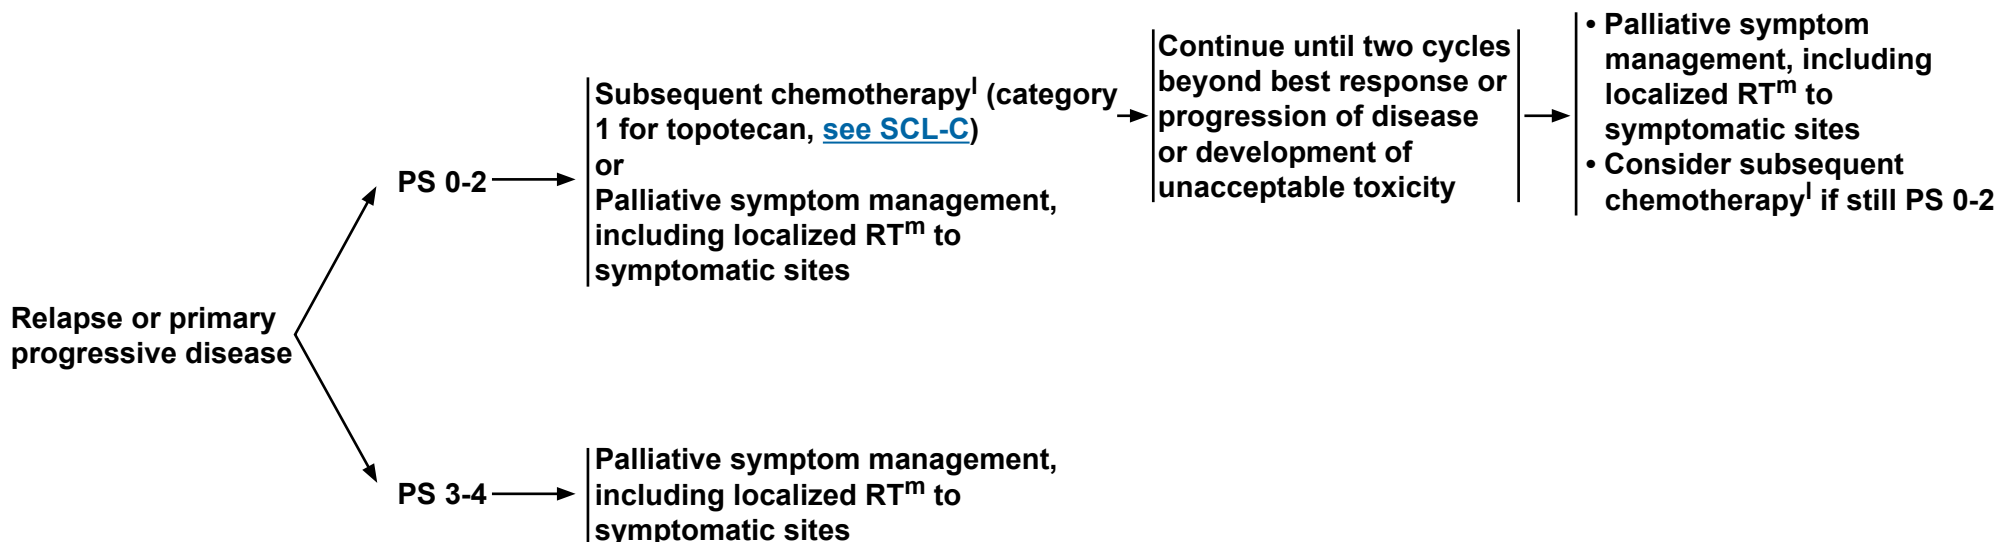 Relapse or primary
progressive disease
PS 0-2
Subsequent chemotherapyˡ (category
1 for topotecan, see SCL-C)
or
Palliative symptom management,
including localized RTᵐ to
symptomatic sites
Continue until two cycles
beyond best response or
progression of disease
or development of
unacceptable toxicity
• Palliative symptom
management, including
localized RTᵐ to
symptomatic sites
• Consider subsequent
chemotherapyˡ if still PS 0-2
PS 3-4
Palliative symptom management,
including localized RTᵐ to
symptomatic sites